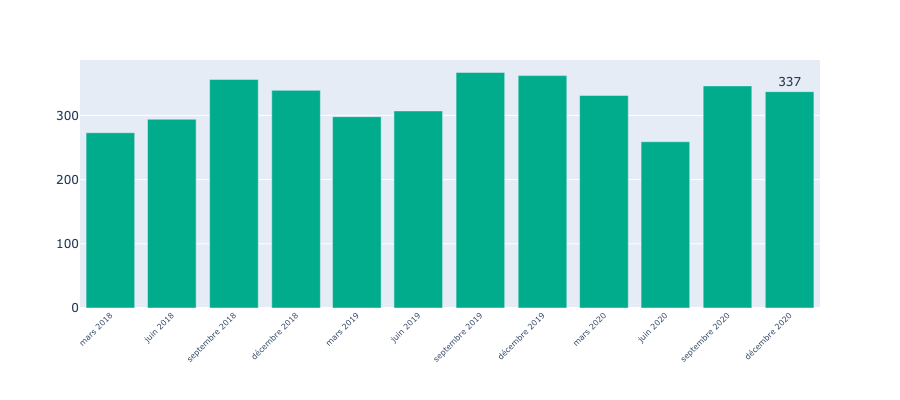 337
300
200
100
0
mars 2018
juin 2018
septembre 2018
décembre 2018
mars 2019
juin 2019
septembre 2019
décembre 2019
mars 2020
juin 2020
septembre 2020
décembre 2020